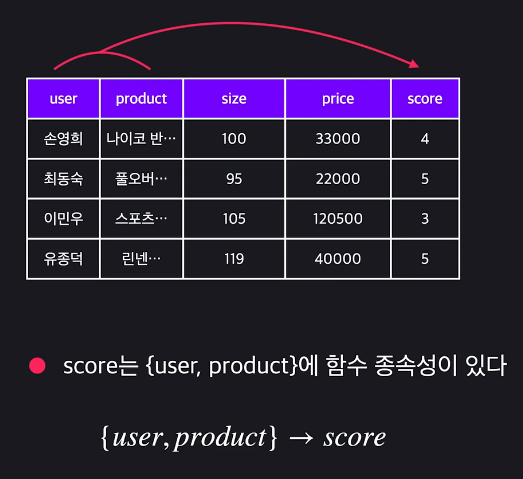 user product size price score
손영희 나이코 반… 100 33000 4
최동숙 풀오버… 95 22000 5
이민우 스포츠… 105 120500 3
유종덕 린넨… 119 40000 5
score는 {user, product}에 함수 종속성이 있다
{user, product} → score